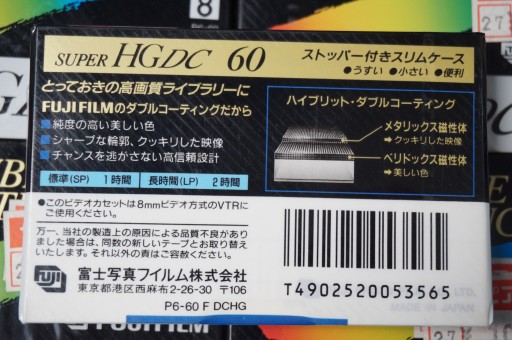 8
SUPER HGDC 60
ストッパー付きスリムケース
●うすい ●小さい ●便利
とっておきの高画質ライブラリーに
FUJIFILMのダブルコーティングだから
■純度の高い美しい色
■シャープな輪郭、クッキリした映像
■チャンスを逃がさない高信頼設計
標準(SP) 1時間 長時間(LP) 2時間
ハイブリット・ダブルコーティング
メタリックス磁性体
→クッキリした映像
ベリドックス磁性体
→美しい色
●このビデオカセットは8mmビデオ方式のVTRに
ご使用ください。
万一、当社の製造上の原因による品質不良がありま
した場合は、同数の新しいテープとお取り替えい
たします。それ以外の責はご容赦ください。
FUJI
富士写真フイルム株式会社
東京都港区西麻布2-26-30 〒106
P6-60 F DCHG
T4902520053565
FUJIFILM